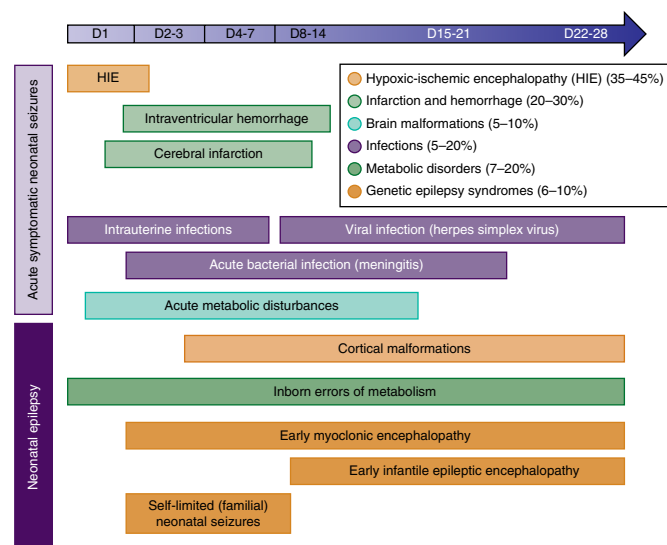 D1 D2-3 D4-7 D8-14 D15-21 D22-28
Acute symptomatic neonatal seizures
HIE
Hypoxic-ischemic encephalopathy (HIE) (35–45%)
Infarction and hemorrhage (20–30%)
Brain malformations (5–10%)
Infections (5–20%)
Metabolic disorders (7–20%)
Genetic epilepsy syndromes (6–10%)
Intraventricular hemorrhage
Cerebral infarction
Intrauterine infections
Viral infection (herpes simplex virus)
Acute bacterial infection (meningitis)
Acute metabolic disturbances
Neonatal epilepsy
Cortical malformations
Inborn errors of metabolism
Early myoclonic encephalopathy
Early infantile epileptic encephalopathy
Self-limited (familial)
neonatal seizures